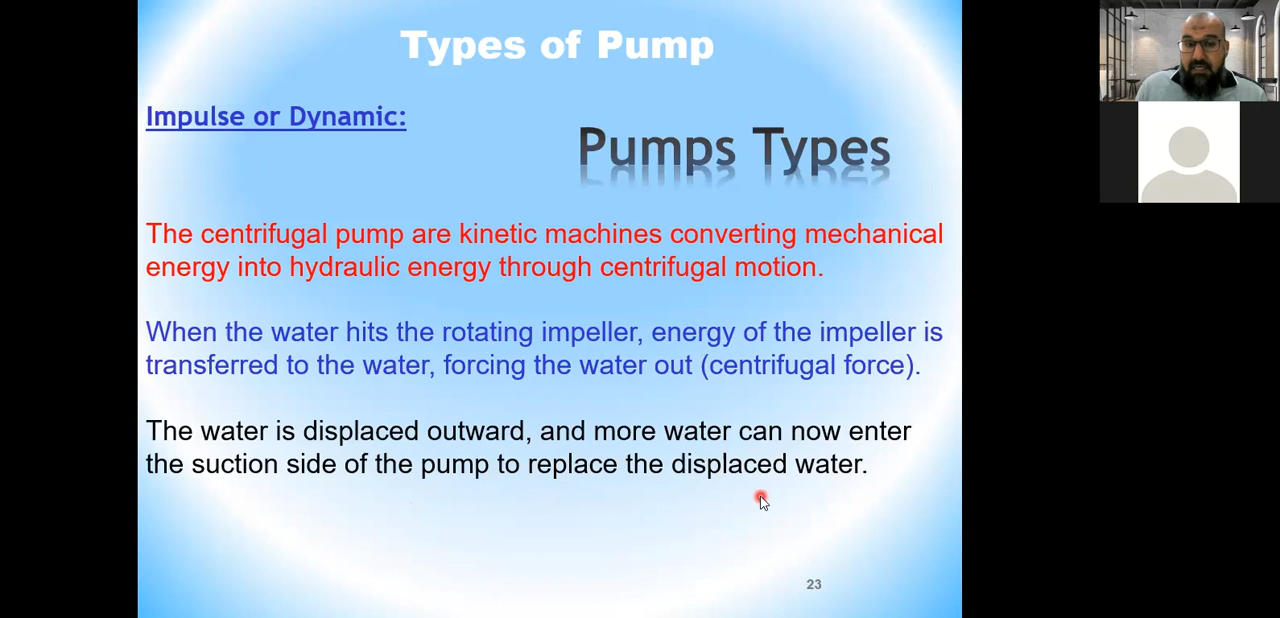 Types of Pump
Impulse or Dynamic:
Pumps Types
The centrifugal pump are kinetic machines converting mechanical
energy into hydraulic energy through centrifugal motion.
When the water hits the rotating impeller, energy of the impeller is
transferred to the water, forcing the water out (centrifugal force).
The water is displaced outward, and more water can now enter
the suction side of the pump to replace the displaced water.
23